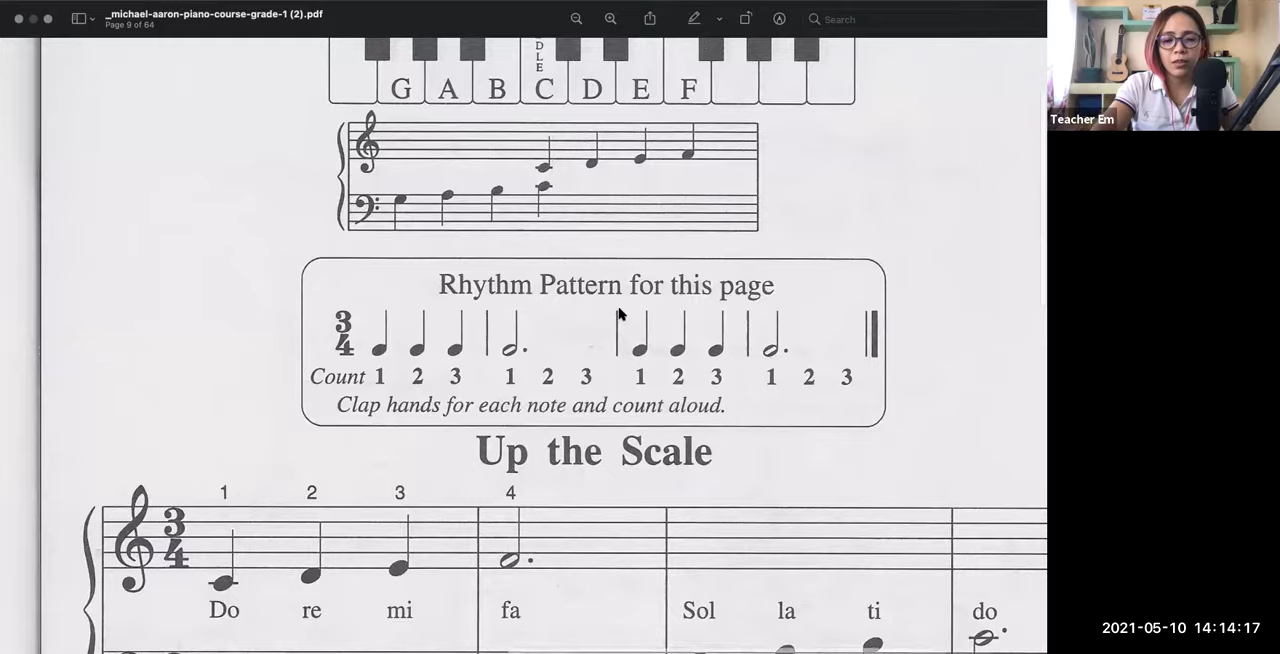 _michael-aaron-piano-course-grade-1 (2).pdf
Page 9 of 64
Search
Teacher Em
D
L
E
G A B C D E F
Rhythm Pattern for this page
3
4
Count 1 2 3 1 2 3 1 2 3 1 2 3
Clap hands for each note and count aloud.
Up the Scale
1 2 3 4
3
4
Do re mi fa Sol la ti do
2021-05-10 14:14:17